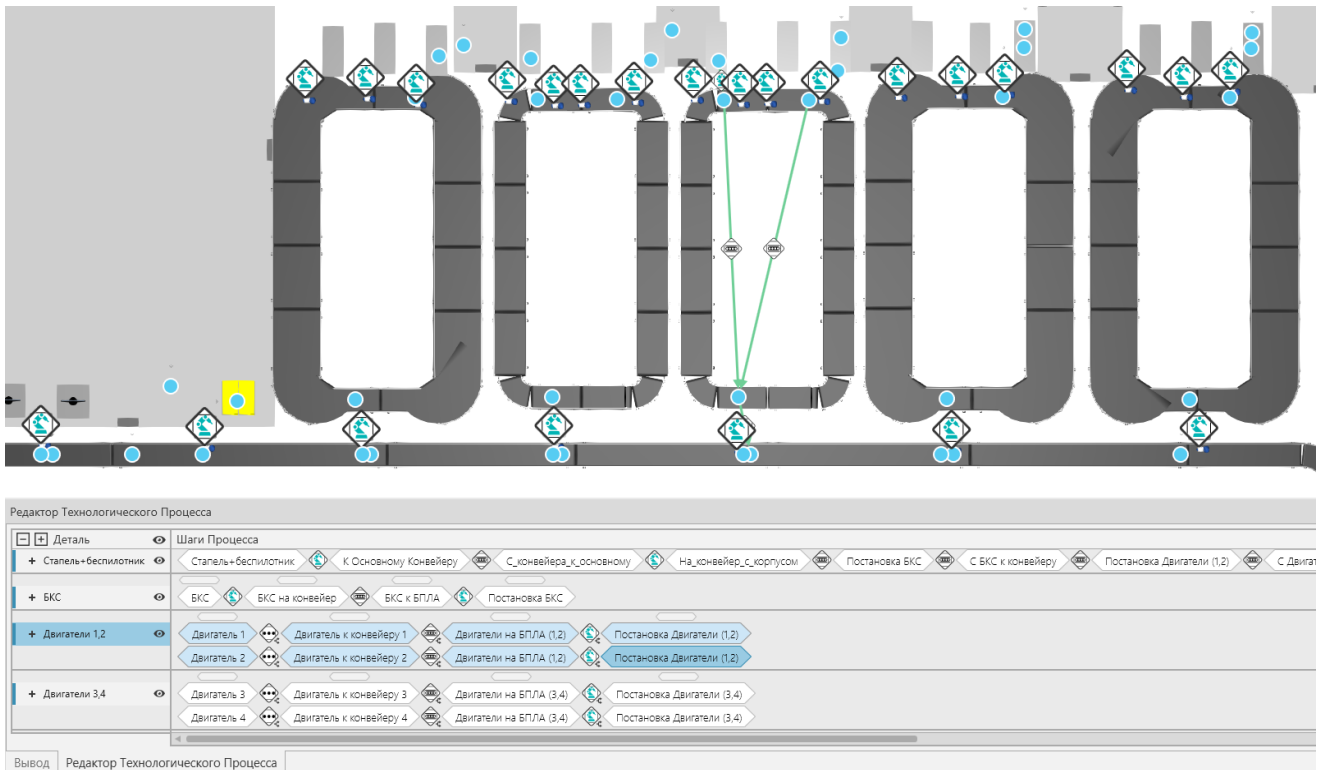 Редактор Технологического Процесса
Деталь Шаги Процесса
Стапель+беспилотник Стапель+беспилотник К Основному Конвейеру С_конвейера_к_основному На_конвейер_с_корпусом Постановка БКС С БКС к конвейеру Постановка Двигатели (1,2) С Двигат
БКС БКС БКС на конвейер БКС к БПЛА Постановка БКС
Двигатели 1,2 Двигатель 1 Двигатель к конвейеру 1 Двигатели на БПЛА (1,2) Постановка Двигатели (1,2)
Двигатель 2 Двигатель к конвейеру 2 Двигатели на БПЛА (1,2) Постановка Двигатели (1,2)
Двигатели 3,4 Двигатель 3 Двигатель к конвейеру 3 Двигатели на БПЛА (3,4) Постановка Двигатели (3,4)
Двигатель 4 Двигатель к конвейеру 4 Двигатели на БПЛА (3,4) Постановка Двигатели (3,4)
Вывод Редактор Технологического Процесса